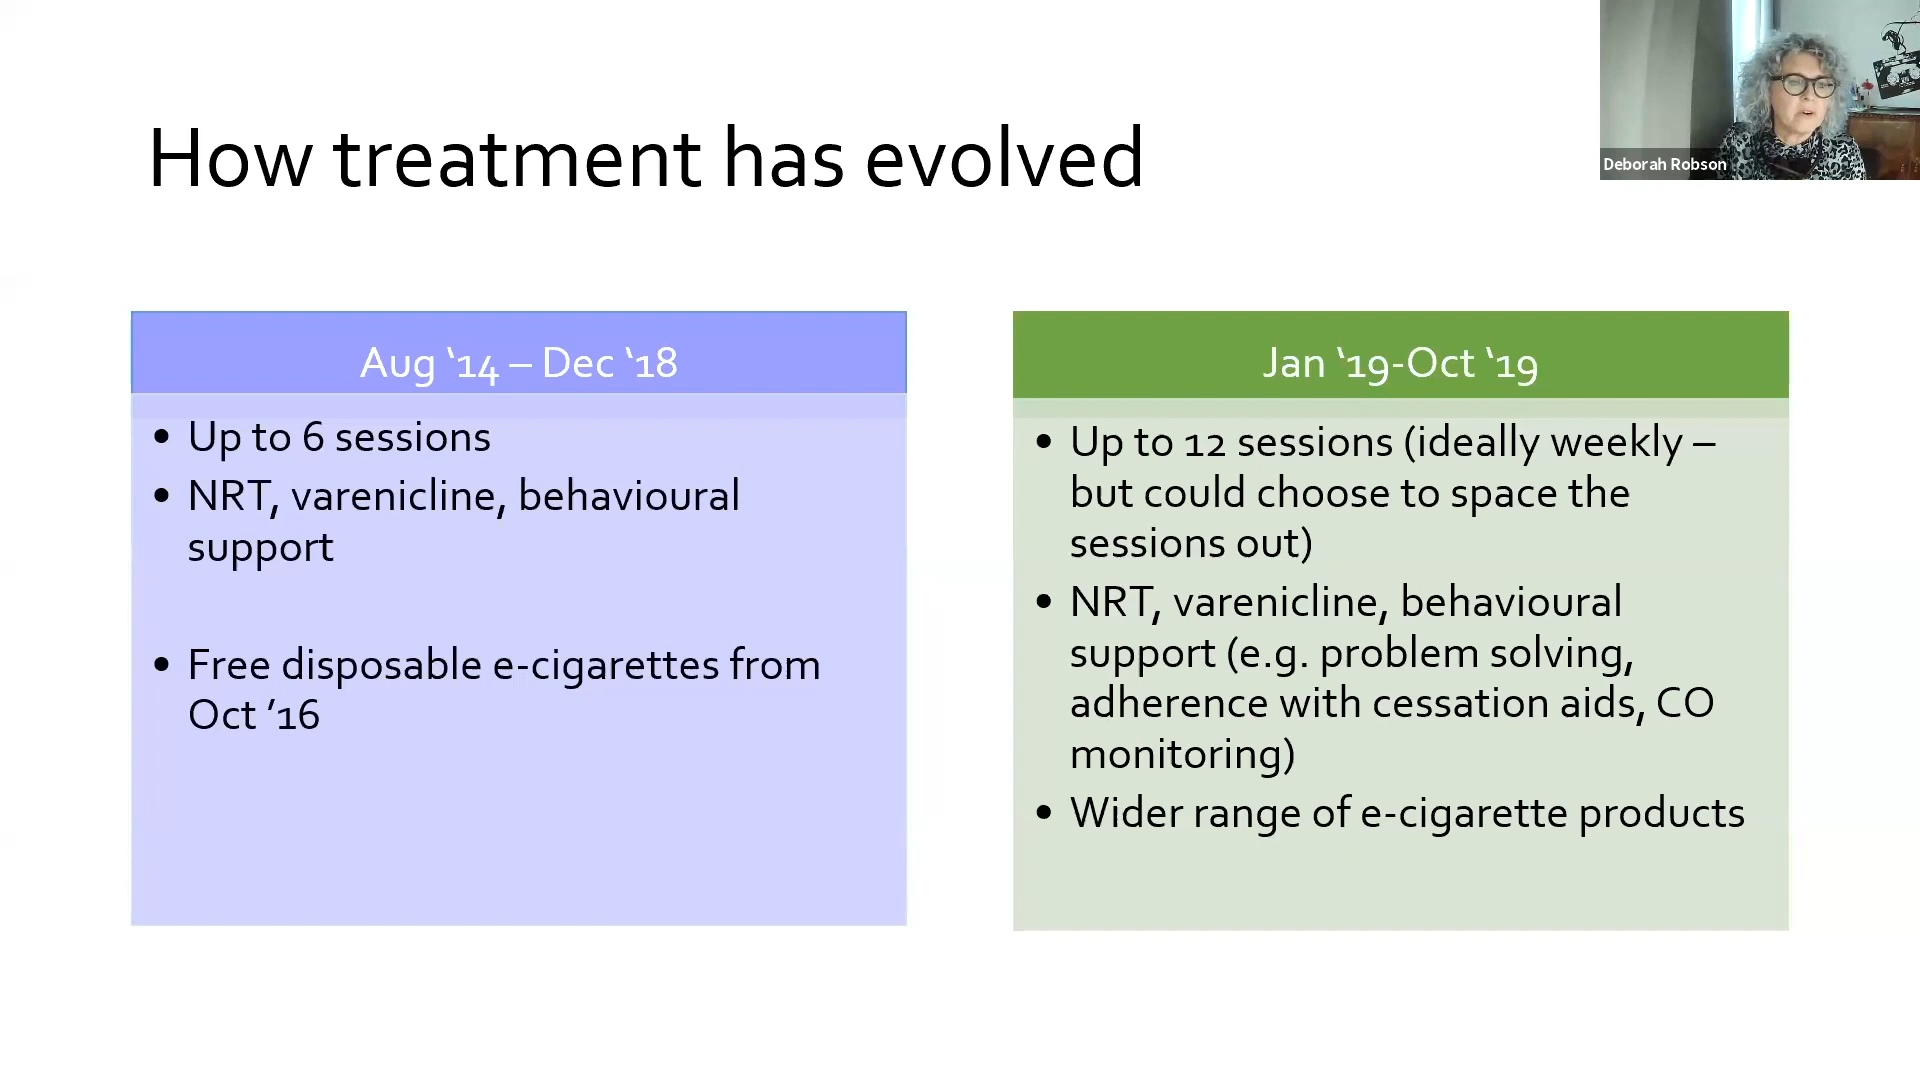 How treatment has evolved
Deborah Robson
Aug ‘14 – Dec ‘18
• Up to 6 sessions
• NRT, varenicline, behavioural
support
• Free disposable e-cigarettes from
Oct ’16
Jan ‘19-Oct ‘19
• Up to 12 sessions (ideally weekly –
but could choose to space the
sessions out)
• NRT, varenicline, behavioural
support (e.g. problem solving,
adherence with cessation aids, CO
monitoring)
• Wider range of e-cigarette products